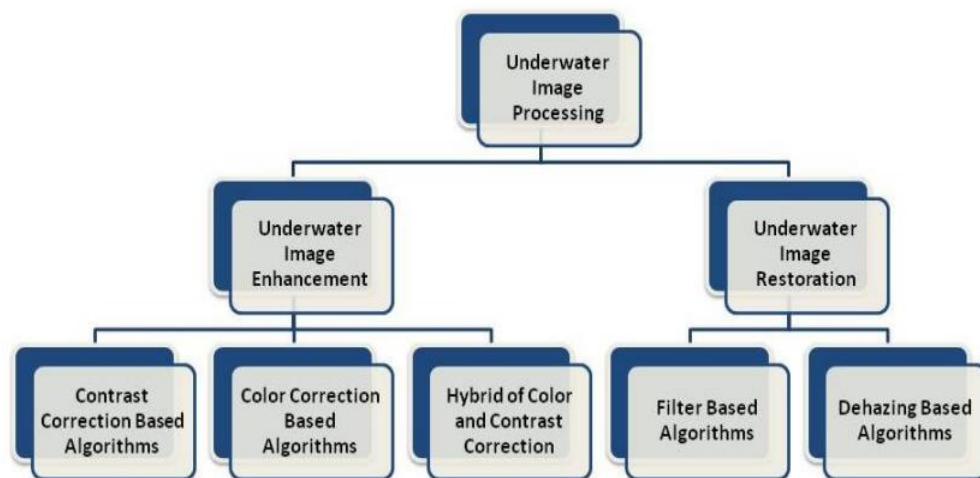 Underwater
Image
Processing
Underwater
Image
Enhancement
Underwater
Image
Restoration
Contrast
Correction Based
Algorithms
Color Correction
Based
Algorithms
Hybrid of Color
and Contrast
Correction
Filter Based
Algorithms
Dehazing Based
Algorithms